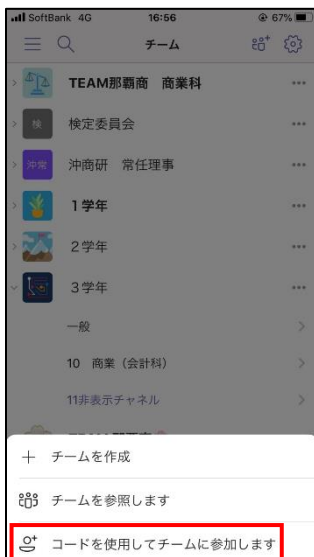 SoftBank 4G 16:56 67%
チーム
TEAM那覇商 商業科
検 検定委員会
沖常 沖商研 常任理事
1学年
2学年
3学年
一般
10 商業（会計科）
11非表示チャネル
チームを作成
チームを参照します
コードを使用してチームに参加します